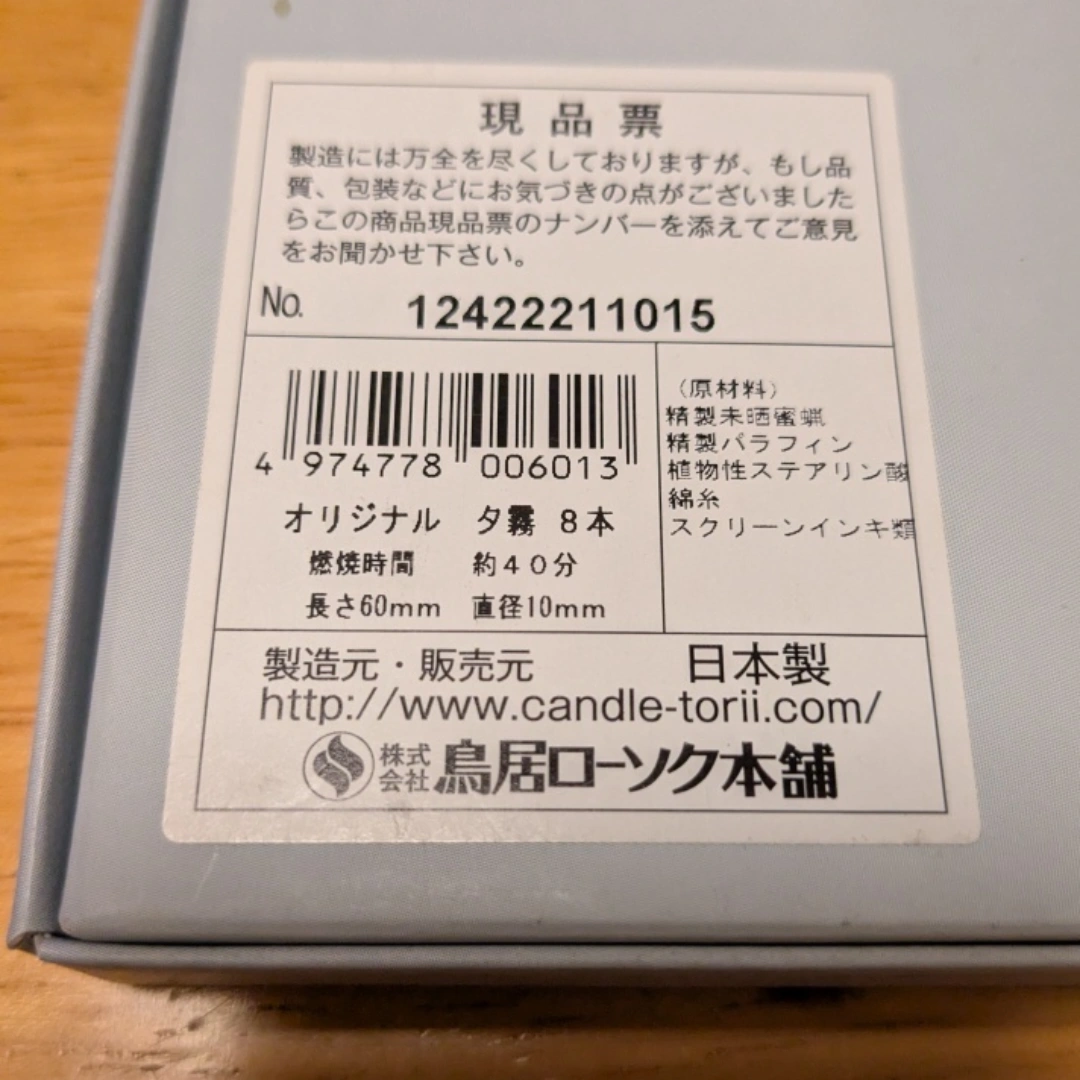 現品票
製造には万全を尽くしておりますが、もし品
質、包装などにお気づきの点がございました
らこの商品現品票のナンバーを添えてご意見
をお聞かせ下さい。
No. 12422211015
4 974778 006013
オリジナル 夕霧 8本
燃焼時間 約40分
長さ60mm 直径10mm
（原材料）
精製未晒蜜蝋
精製パラフィン
植物性ステアリン酸
綿糸
スクリーンインキ類
製造元・販売元 日本製
http://www.candle-torii.com/
株式会社 鳥居ローソク本舗